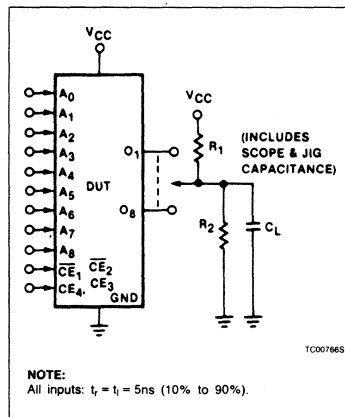 VCC
A0
A1
A2
A3
A4
A5
A6
A7
A8
CE1 CE2
CE4, CE3
GND
DUT
O1
O8
VCC
R1
(INCLUDES
SCOPE & JIG
CAPACITANCE)
R2
CL
TC00766S
NOTE:
All inputs: tr = tf = 5ns (10% to 90%).